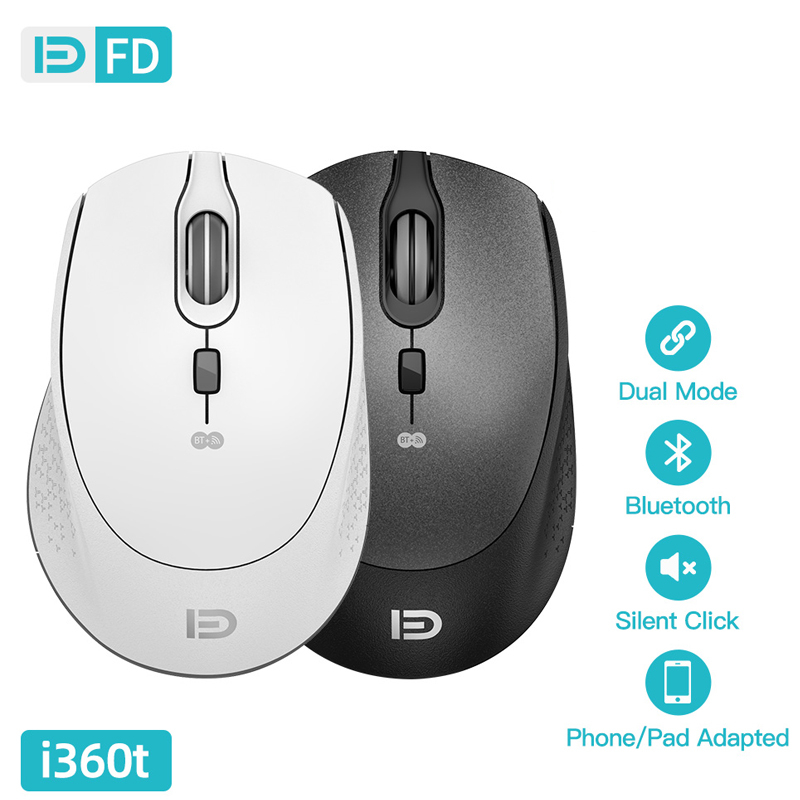 FD
BT+
BT+
Dual Mode
Bluetooth
Silent Click
Phone/Pad Adapted
i360t